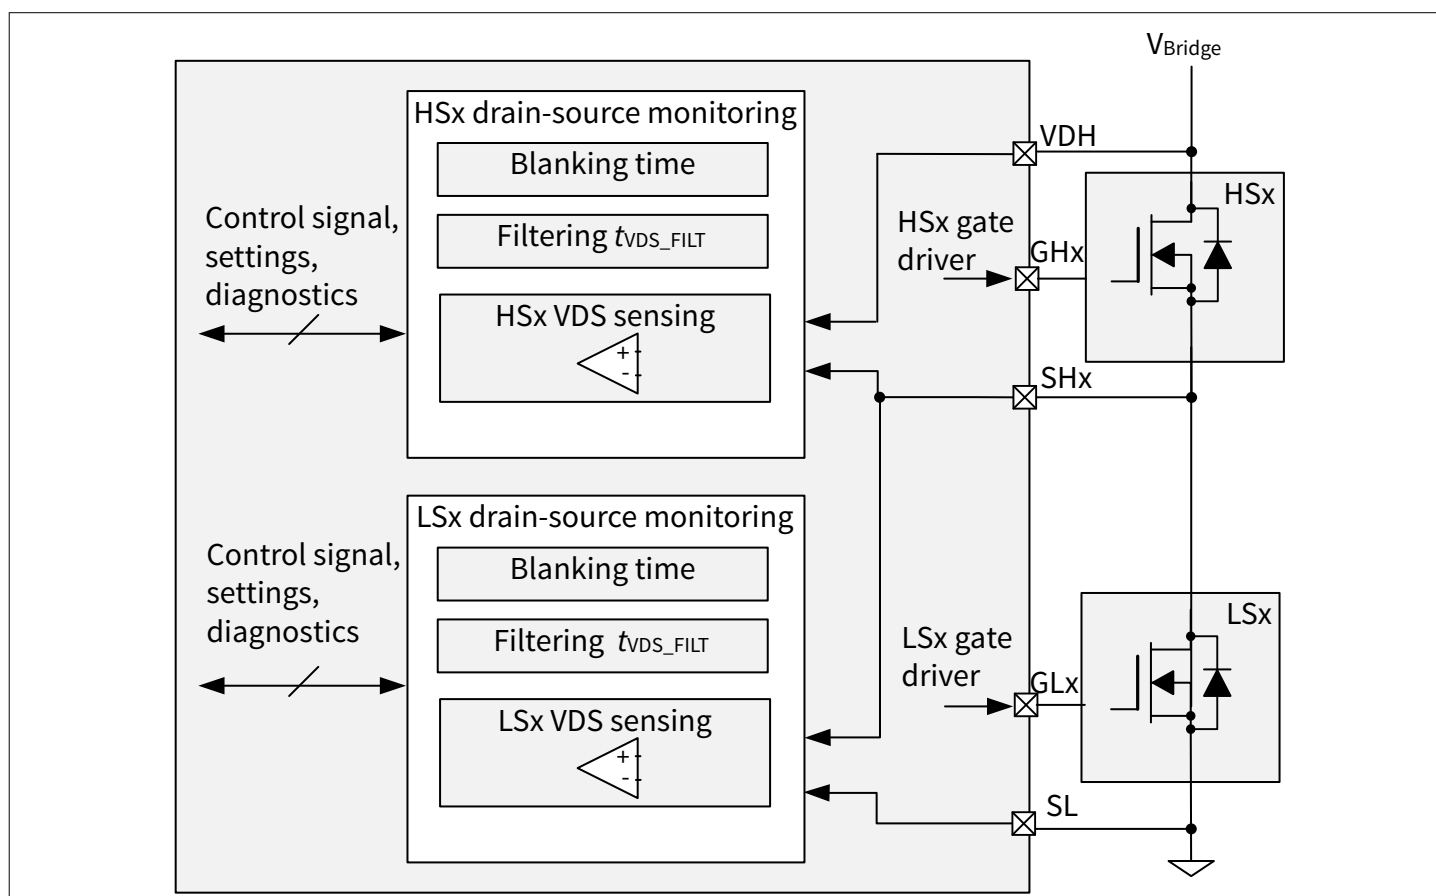 VBridge
HSx drain-source monitoring
Blanking time
Filtering tVDS_FILT
HSx VDS sensing
+
-
Control signal,
settings,
diagnostics
VDH
HSx
HSx gate
driver
GHx
SHx
LSx drain-source monitoring
Blanking time
Filtering tVDS_FILT
LSx VDS sensing
+
-
Control signal,
settings,
diagnostics
LSx
LSx gate
driver
GLx
SL